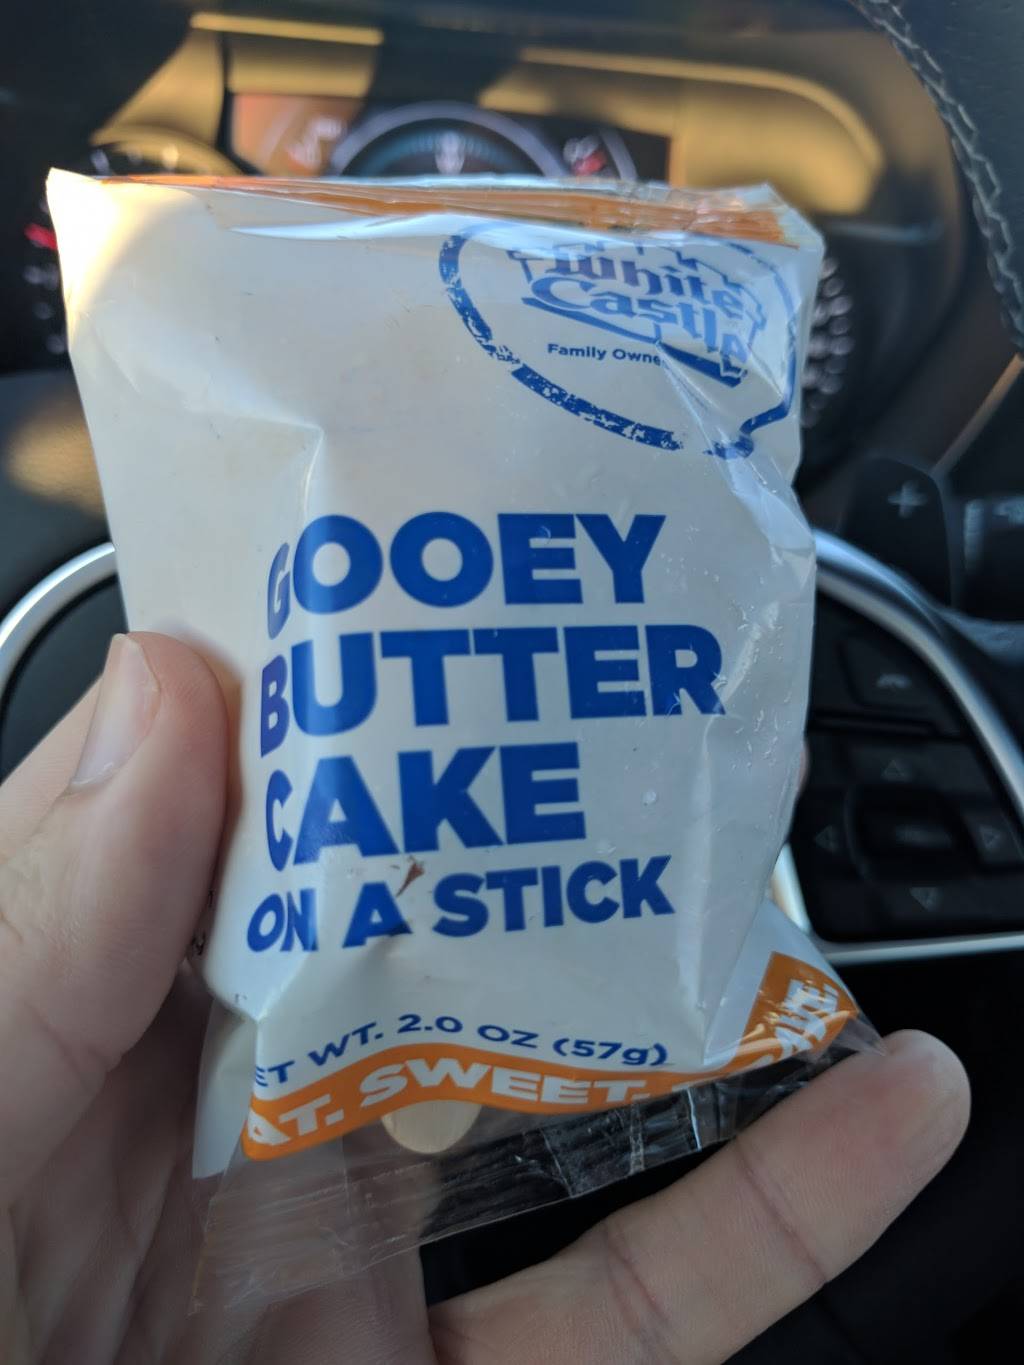 White
Castle
Family Owne
GOOEY
BUTTER
CAKE
ON A STICK
ET WT. 2.0 OZ (57g)
AT. SWEET.